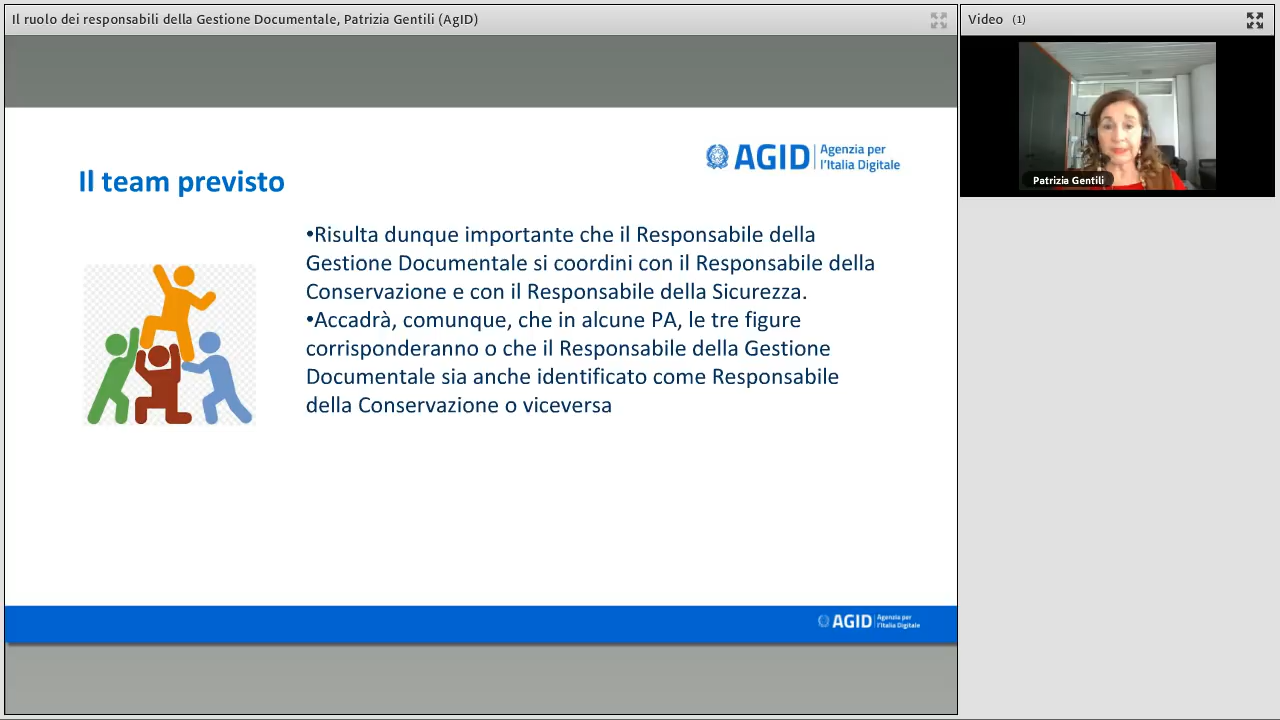 Il ruolo dei responsabili della Gestione Documentale, Patrizia Gentili (AgID)
Video (1)
Patrizia Gentili
AGID Agenzia per
l'Italia Digitale
Il team previsto
•Risulta dunque importante che il Responsabile della
Gestione Documentale si coordini con il Responsabile della
Conservazione e con il Responsabile della Sicurezza.
•Accadrà, comunque, che in alcune PA, le tre figure
corrisponderanno o che il Responsabile della Gestione
Documentale sia anche identificato come Responsabile
della Conservazione o viceversa
AGID Agenzia per
l'Italia Digitale